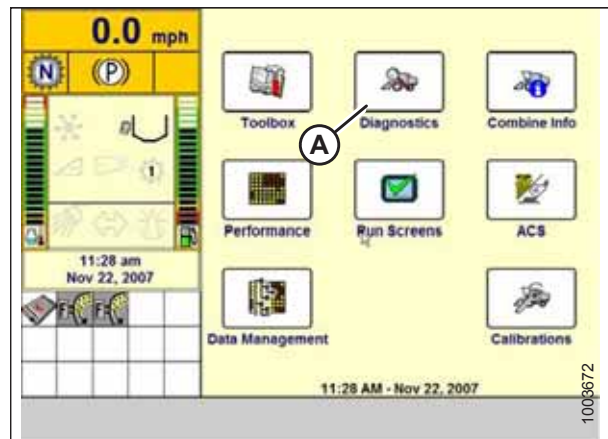 0.0 mph
N
(P)
1
11:28 am
Nov 22, 2007
F=
F=
Toolbox
Diagnostics
Combine Info
A
Performance
Run Screens
ACS
Data Management
Calibrations
11:28 AM - Nov 22, 2007
1003672